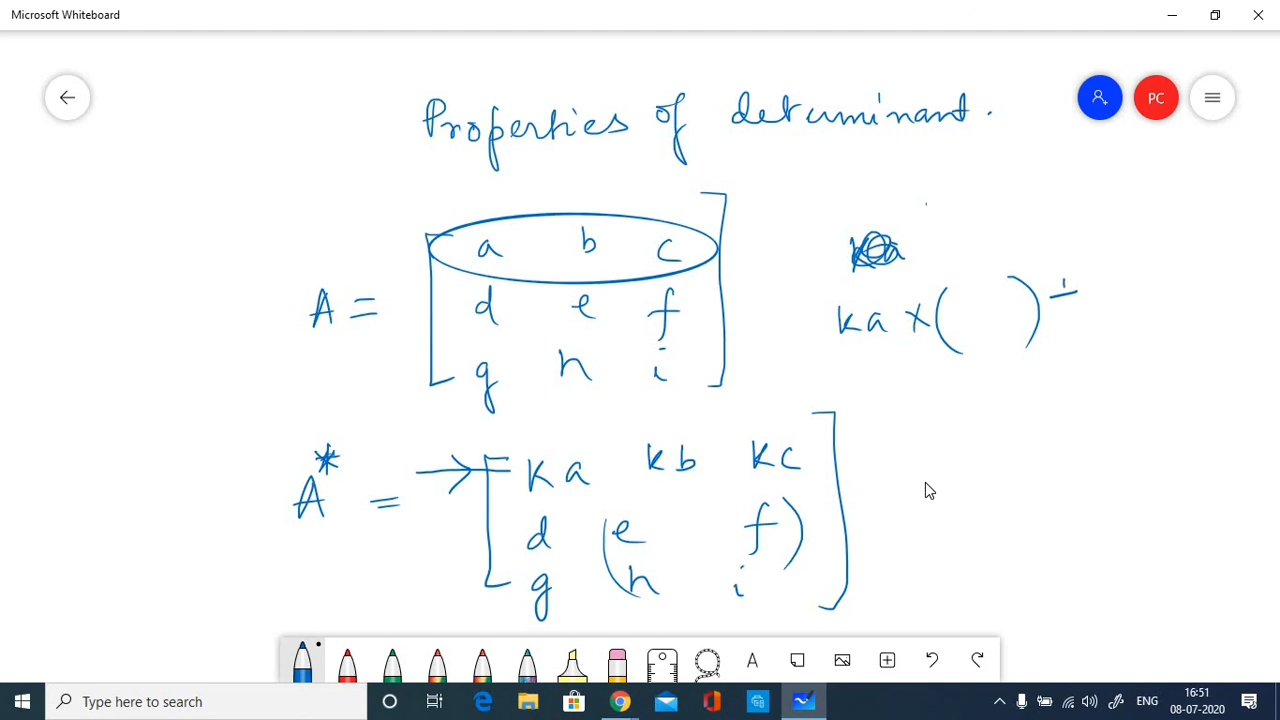 Microsoft Whiteboard
PC
Properties of determinant.
A = [ a b c
d e f
g h i ]
ka × ( ) ÷
A* = → [ ka kb kc
d (e f)
g (h i) ]
A
Type here to search
ENG
16:51
08-07-2020